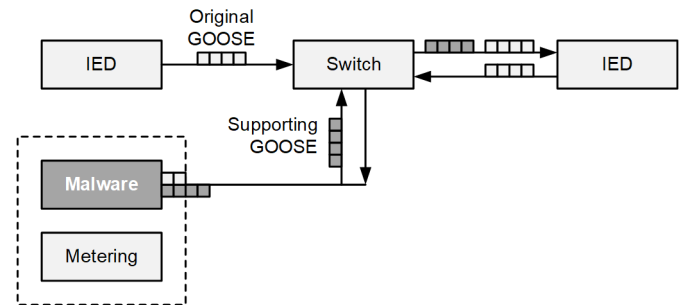 Original
GOOSE
IED
Switch
IED
Supporting
GOOSE
Malware
Metering